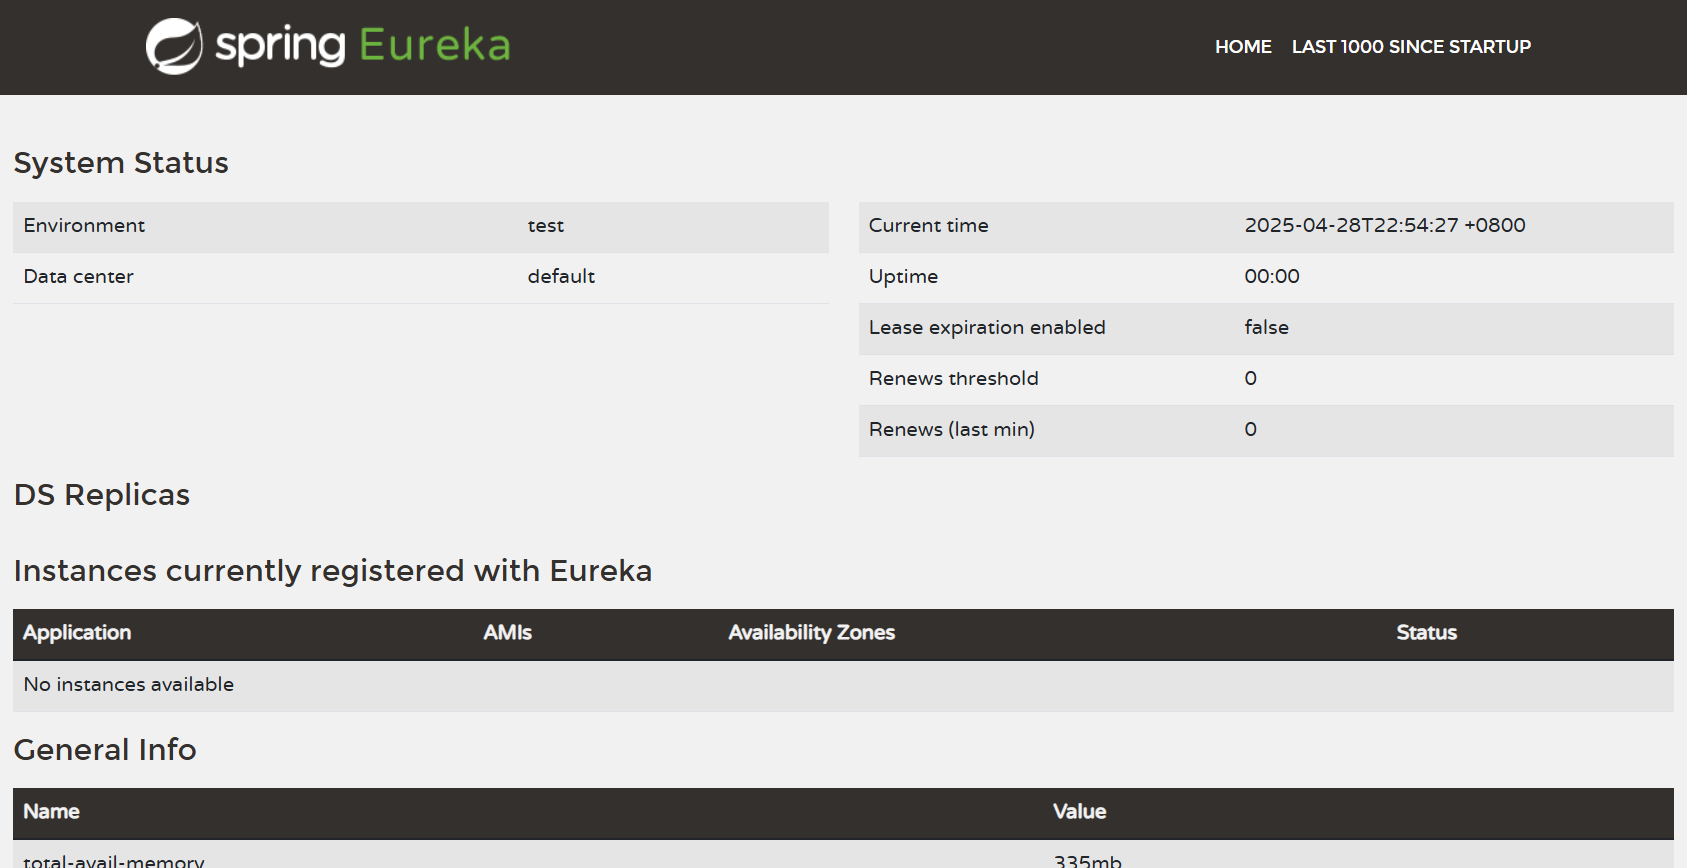 spring Eureka
HOME LAST 1000 SINCE STARTUP
System Status
Environment test
Data center default
Current time 2025-04-28T22:54:27 +0800
Uptime 00:00
Lease expiration enabled false
Renews threshold 0
Renews (last min) 0
DS Replicas
Instances currently registered with Eureka
Application AMIs Availability Zones Status
No instances available
General Info
Name Value
total-avail-memory 335mb